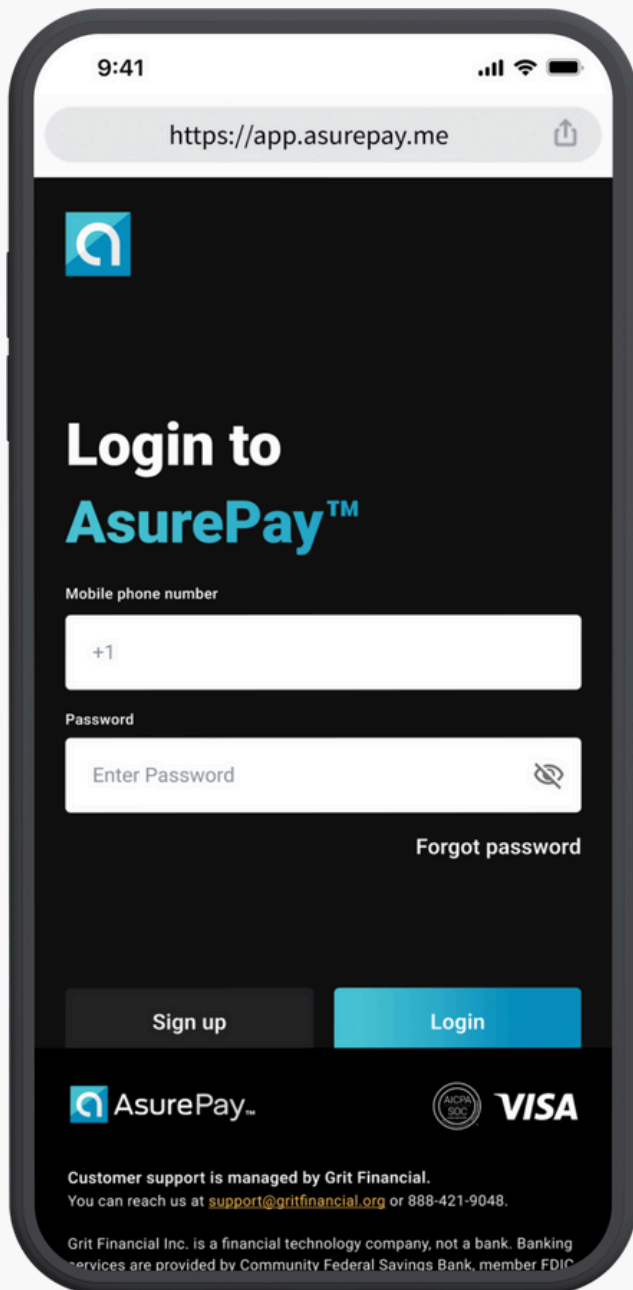 9:41
https://app.asurepay.me
Login to
AsurePay™
Mobile phone number
+1
Password
Enter Password
Forgot password
Sign up
Login
AsurePay™
AICPA
SOC
VISA
Customer support is managed by Grit Financial.
You can reach us at support@gritfinancial.org or 888-421-9048.
Grit Financial Inc. is a financial technology company, not a bank. Banking
services are provided by Community Federal Savings Bank, member FDIC